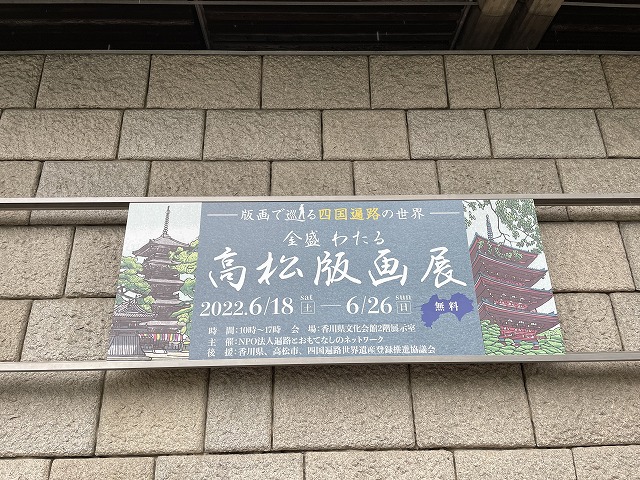 版画で巡る四国遍路の世界
金盛 わたる
高松版画展
2022.6/18 sat 土 — 6/26 sun 日
無料
時　間：10時〜17時　会　場：香川県文化会館2階展示室
主　催：NPO法人遍路とおもてなしのネットワーク
後　援：香川県、高松市、四国遍路世界遺産登録推進協議会